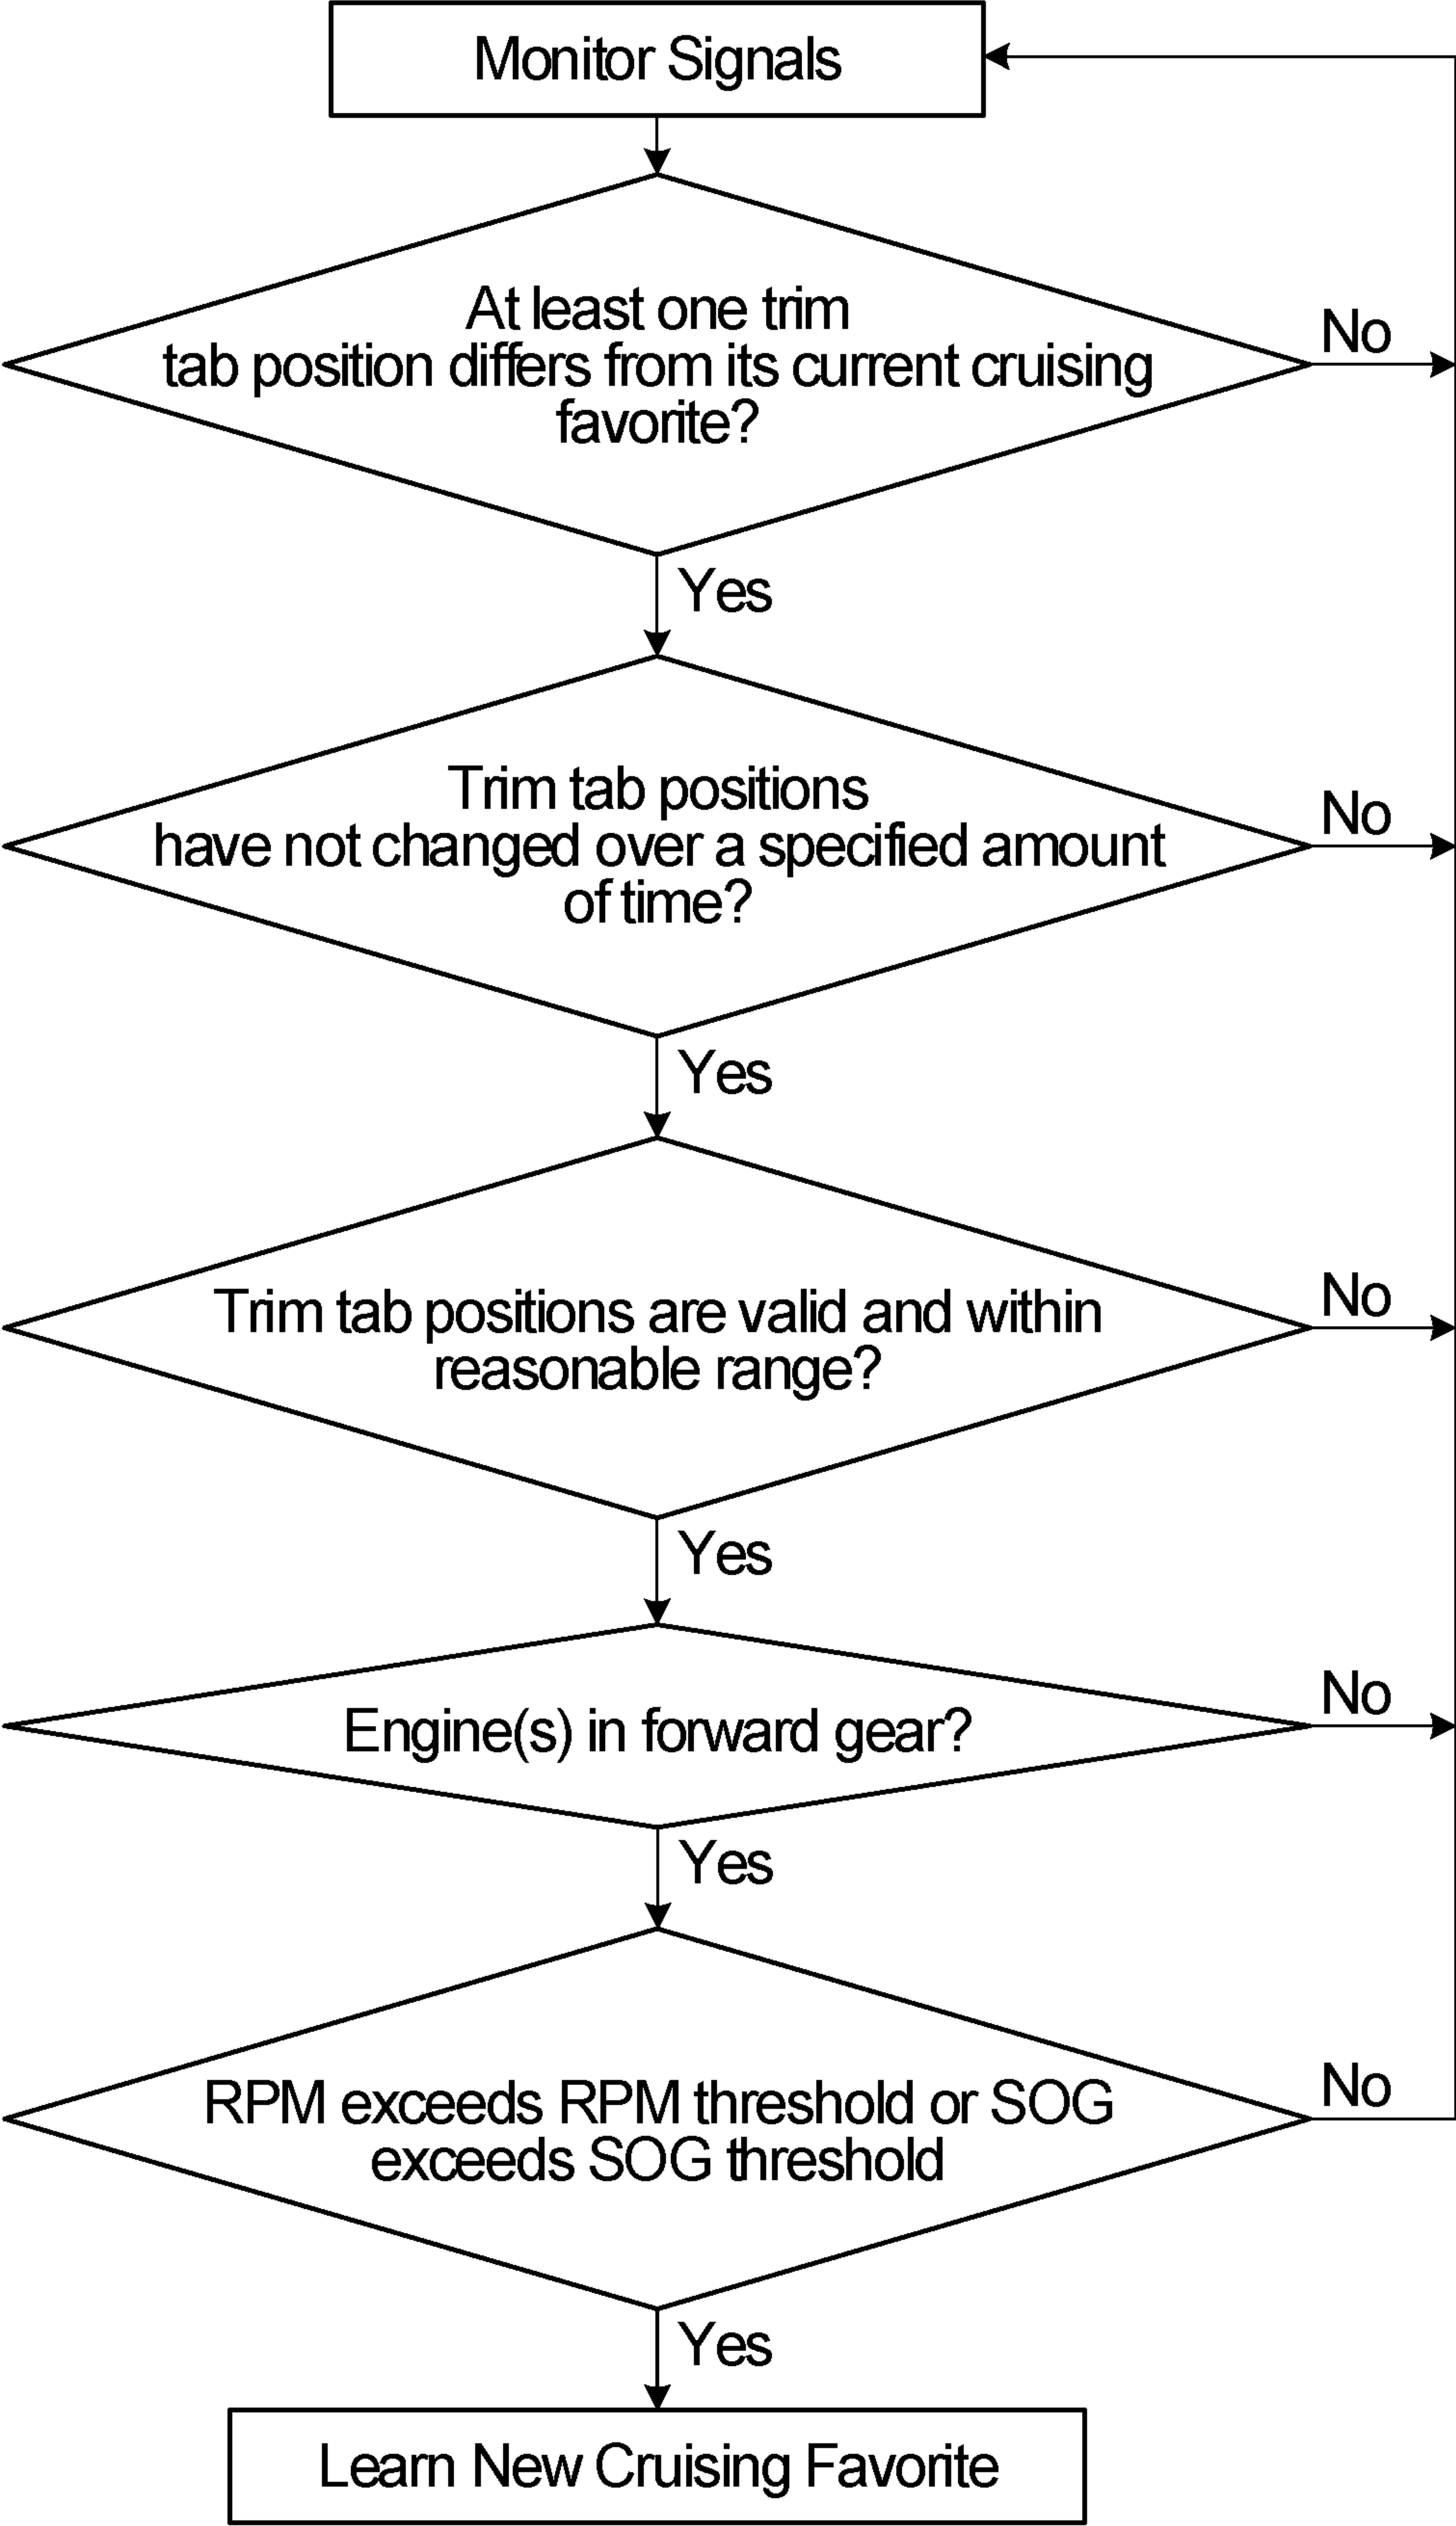 Monitor Signals
At least one trim
tab position differs from its current cruising
favorite?
No
Yes
Trim tab positions
have not changed over a specified amount
of time?
No
Yes
Trim tab positions are valid and within
reasonable range?
No
Yes
Engine(s) in forward gear?
No
Yes
RPM exceeds RPM threshold or SOG
exceeds SOG threshold
No
Yes
Learn New Cruising Favorite